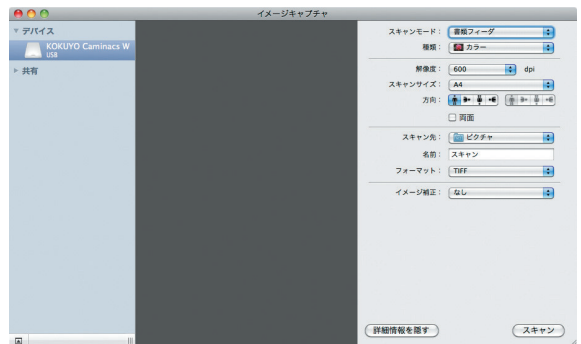 イメージキャプチャ
デバイス
KOKUYO Caminacs W
USB
共有
スキャンモード： 書類フィーダ
種類： カラー
解像度： 600 dpi
スキャンサイズ： A4
方向：
両面
スキャン先： ピクチャ
名前： スキャン
フォーマット： TIFF
イメージ補正： なし
詳細情報を隠す
スキャン